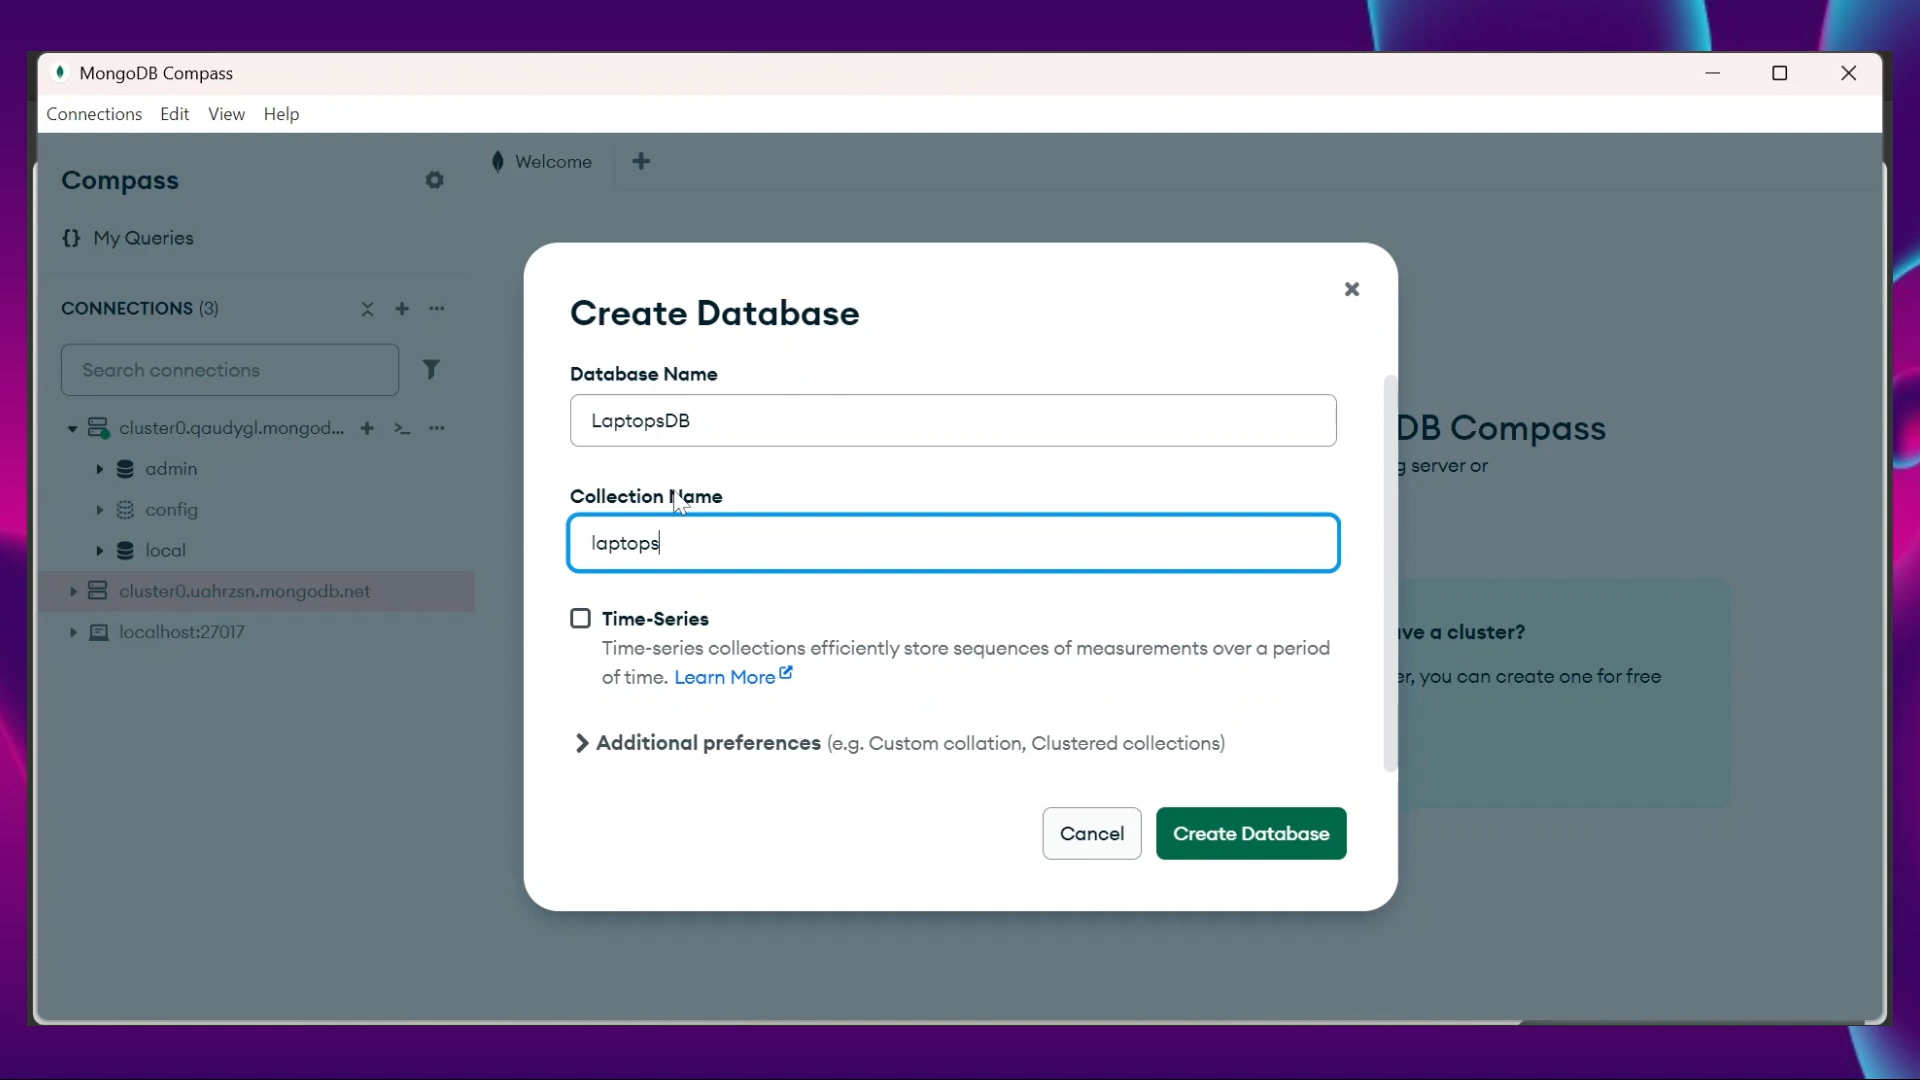 MongoDB Compass
Connections Edit View Help
Compass
Welcome
{} My Queries
CONNECTIONS (3)
Search connections
cluster0.qaudygl.mongod...
admin
config
local
cluster0.uahrzsn.mongodb.net
localhost:27017
Create Database
Database Name
LaptopsDB
Collection Name
laptops
Time-Series
Time-series collections efficiently store sequences of measurements over a period
of time. Learn More
Additional preferences (e.g. Custom collation, Clustered collections)
Cancel
Create Database
DB Compass
server or
a cluster?
you can create one for free